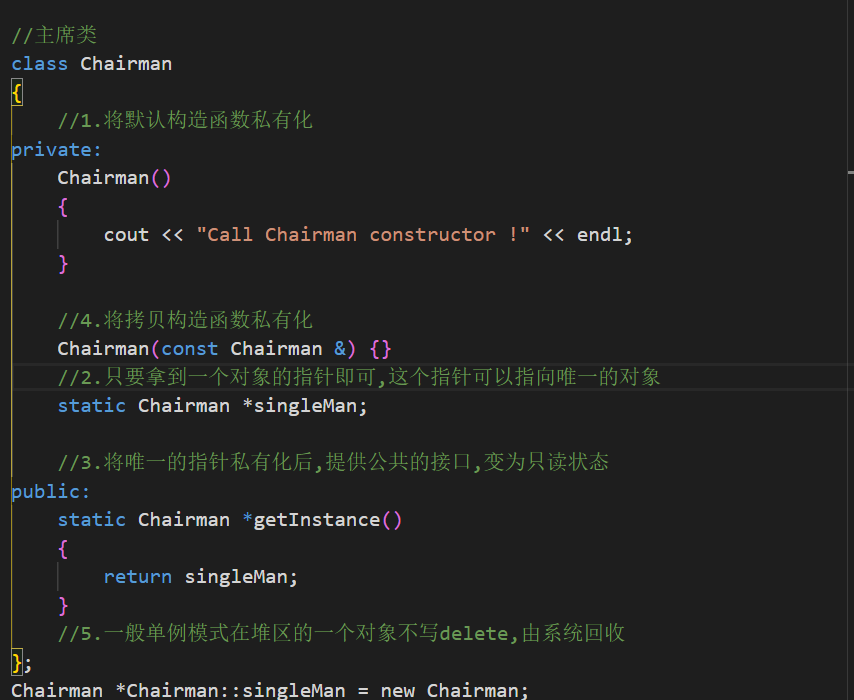 //主席类
class Chairman
{
//1.将默认构造函数私有化
private:
Chairman()
{
cout << "Call Chairman constructor !" << endl;
}
//4.将拷贝构造函数私有化
Chairman(const Chairman &) {}
//2.只要拿到一个对象的指针即可,这个指针可以指向唯一的对象
static Chairman *singleMan;
//3.将唯一的指针私有化后,提供公共的接口,变为只读状态
public:
static Chairman *getInstance()
{
return singleMan;
}
//5.一般单例模式在堆区的一个对象不写delete,由系统回收
};
Chairman *Chairman::singleMan = new Chairman;